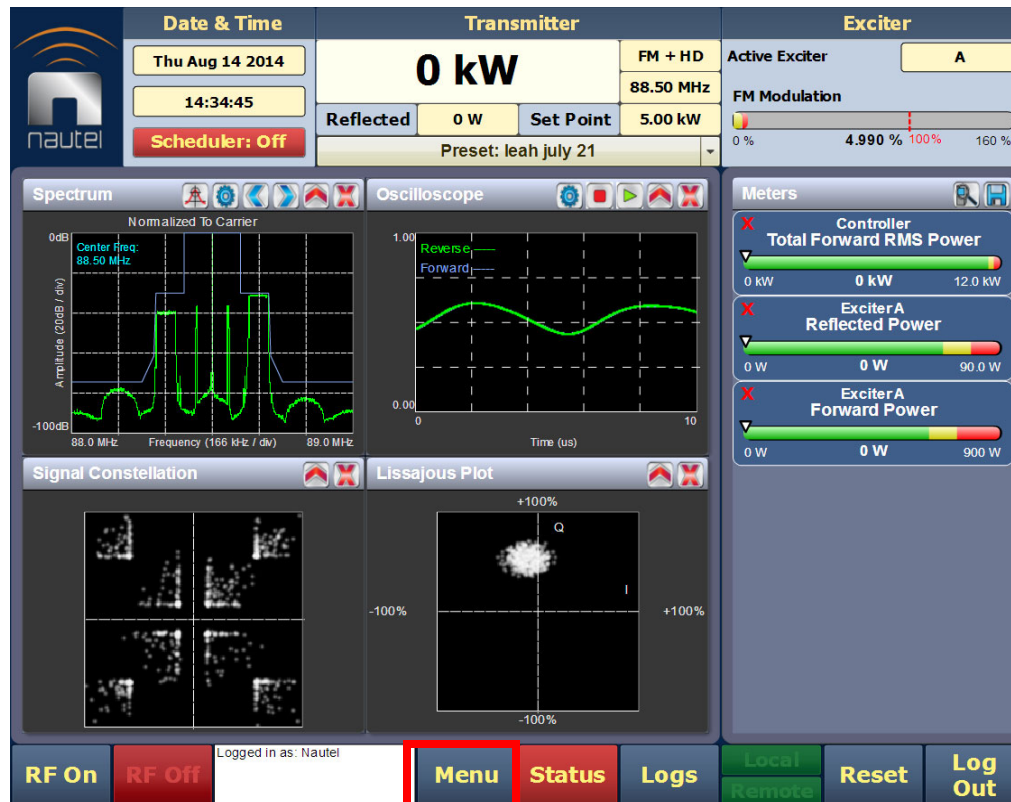 nautel
Date & Time
Thu Aug 14 2014
14:34:45
Scheduler: Off
Transmitter
0 kW
FM + HD
88.50 MHz
Reflected 0 W Set Point 5.00 kW
Preset: leah july 21
Exciter
Active Exciter A
FM Modulation
0 % 4.990 % 100% 160 %
Spectrum
Normalized To Carrier
0dB
Center Freq:
88.50 MHz
Amplitude (20dB / div)
-100dB
88.0 MHz Frequency (166 kHz / div) 89.0 MHz
Oscilloscope
1.00
Reverse
Forward
0.00
0 10
Time (us)
Signal Constellation
Lissajous Plot
+100%
Q
I
-100% +100%
-100%
Meters
Controller
Total Forward RMS Power
0 kW 0 kW 12.0 kW
Exciter A
Reflected Power
0 W 0 W 90.0 W
Exciter A
Forward Power
0 W 0 W 900 W
RF On
RF Off
Logged in as: Nautel
Menu
Status
Logs
Local
Remote
Reset
Log
Out